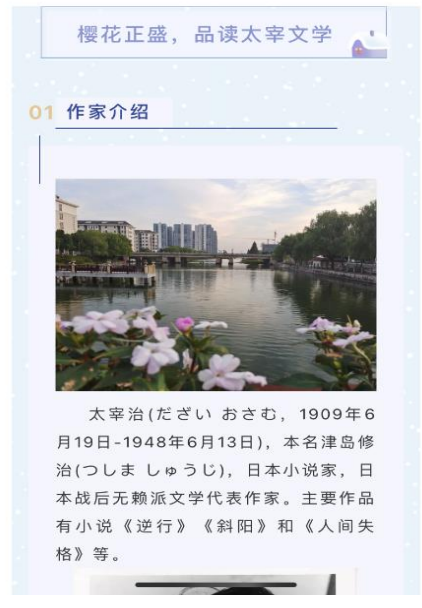 樱花正盛，品读太宰文学
01 作家介绍
太宰治(だざい おさむ，1909年6
月19日-1948年6月13日)，本名津岛修
治(つしま しゅうじ)，日本小说家，日
本战后无赖派文学代表作家。主要作品
有小说《逆行》《斜阳》和《人间失
格》等。